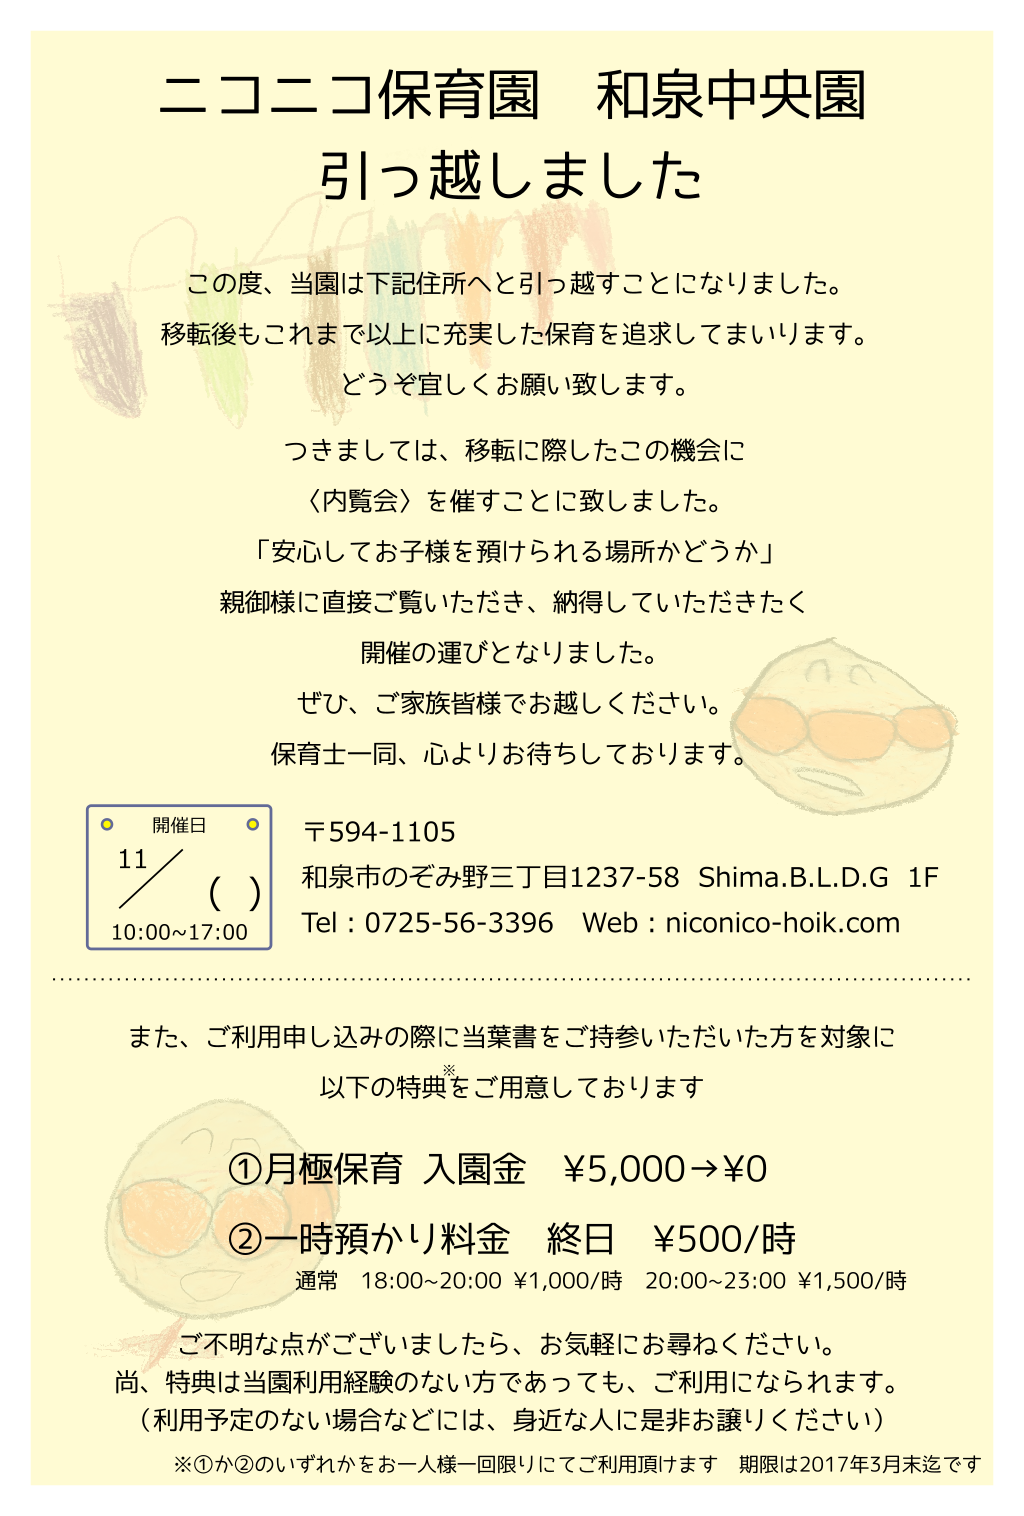 ニコニコ保育園　和泉中央園
引っ越しました
この度、当園は下記住所へと引っ越すことになりました。
移転後もこれまで以上に充実した保育を追求してまいります。
どうぞ宜しくお願い致します。
つきましては、移転に際したこの機会に
〈内覧会〉を催すことに致しました。
「安心してお子様を預けられる場所かどうか」
親御様に直接ご覧いただき、納得していただきたく
開催の運びとなりました。
ぜひ、ご家族皆様でお越しください。
保育士一同、心よりお待ちしております。
開催日
11／（　）
10:00~17:00
〒594-1105
和泉市のぞみ野三丁目1237-58 Shima.B.L.D.G 1F
Tel : 0725-56-3396　Web : niconico-hoik.com
また、ご利用申し込みの際に当葉書をご持参いただいた方を対象に
以下の特典※をご用意しております
①月極保育 入園金　¥5,000→¥0
②一時預かり料金　終日　¥500/時
通常　18:00~20:00 ¥1,000/時　20:00~23:00 ¥1,500/時
ご不明な点がございましたら、お気軽にお尋ねください。
尚、特典は当園利用経験のない方であっても、ご利用になられます。
（利用予定のない場合などには、身近な人に是非お譲りください）
※①か②のいずれかをお一人様一回限りにてご利用頂けます　期限は2017年3月末迄です